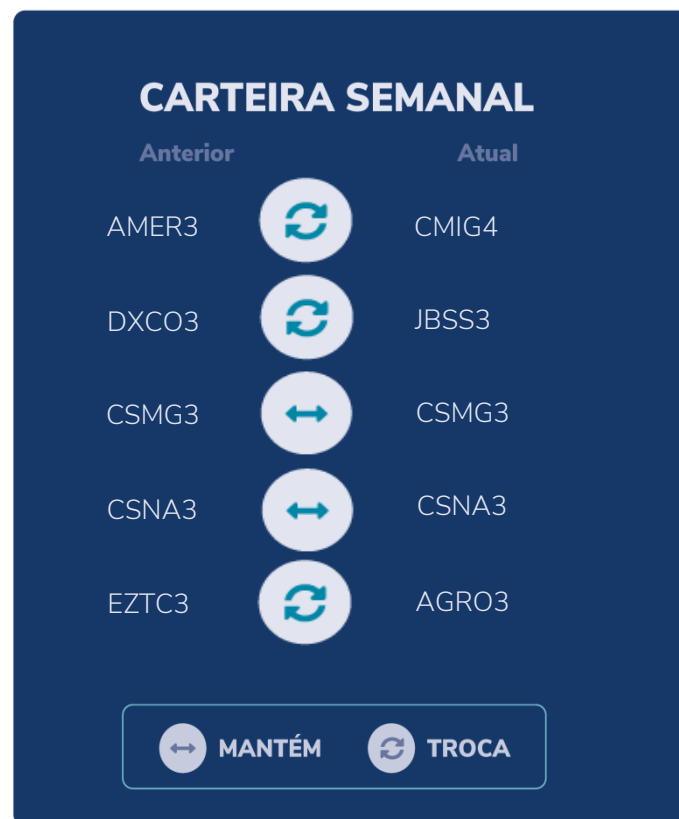 CARTEIRA SEMANAL
Anterior Atual
AMER3 CMIG4
DXCO3 JBSS3
CSMG3 CSMG3
CSNA3 CSNA3
EZTC3 AGRO3
MANTÉM TROCA